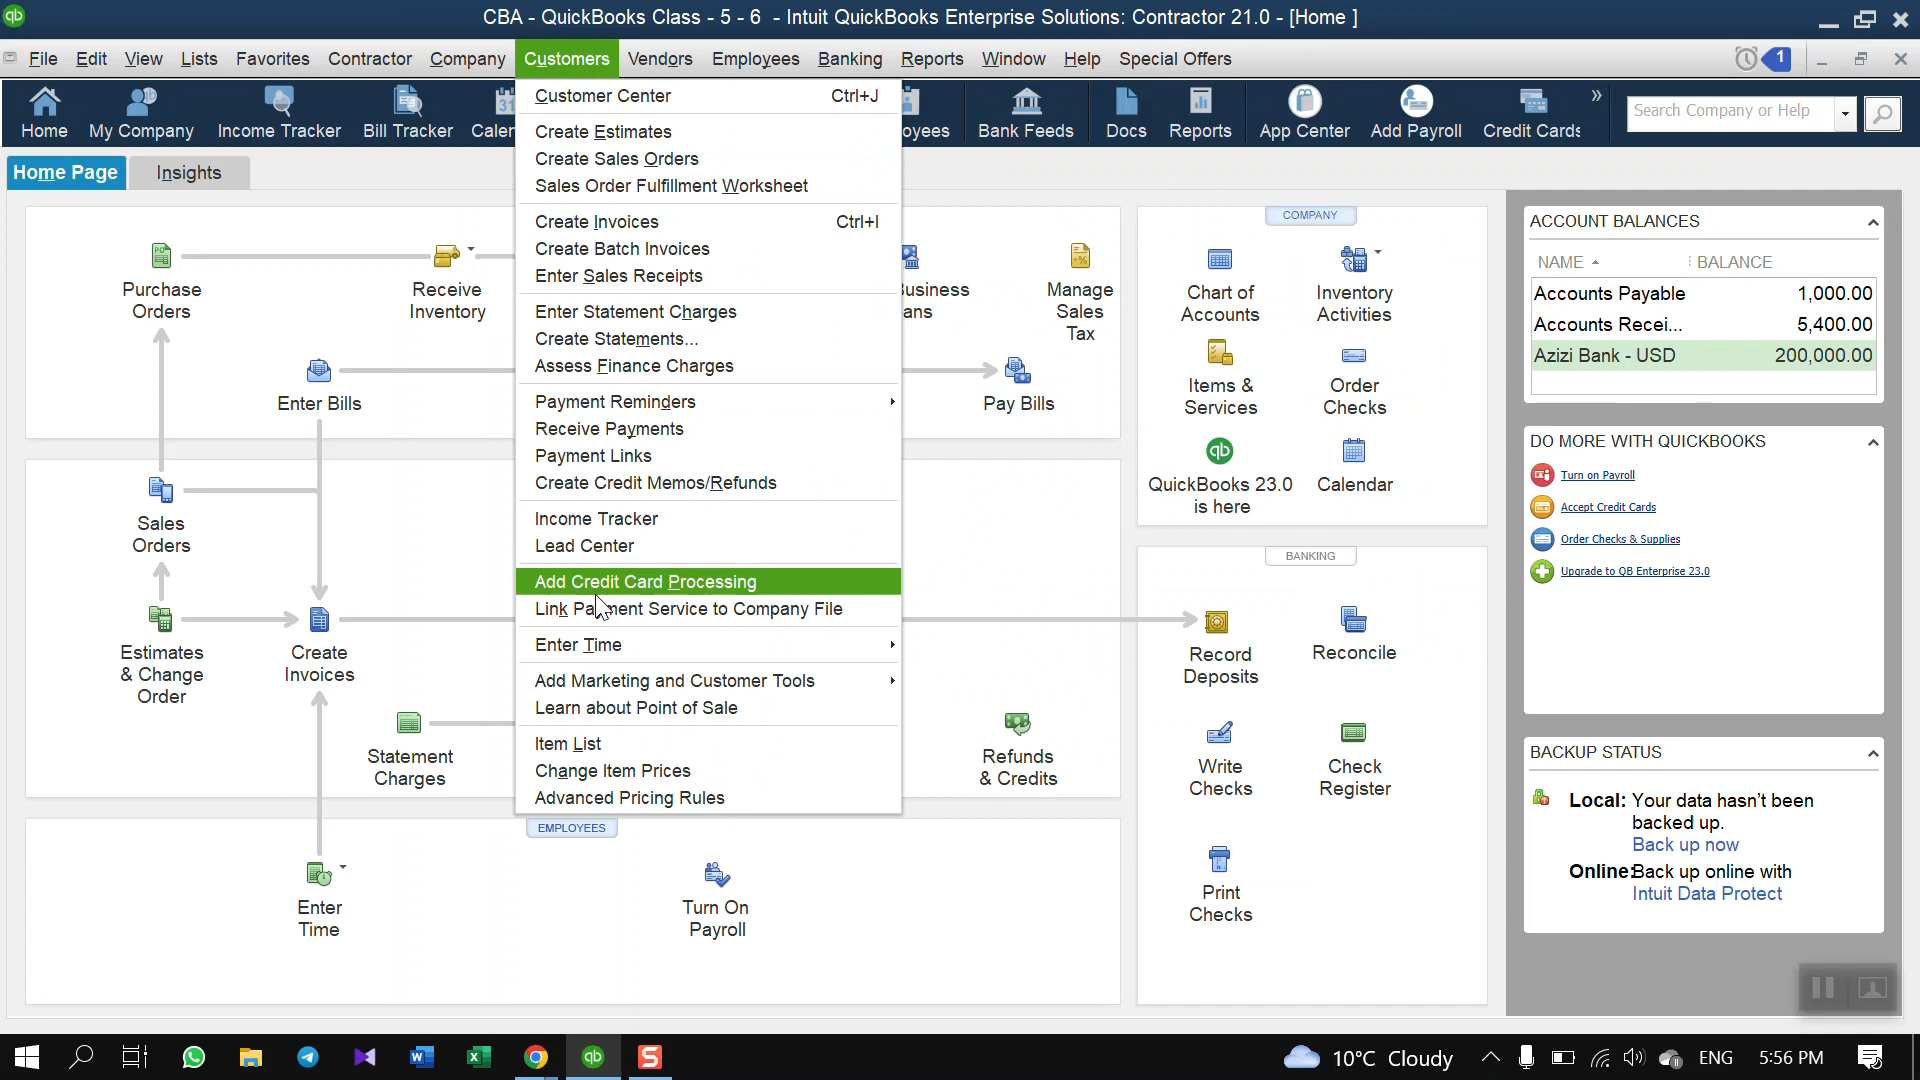 CBA - QuickBooks Class - 5 - 6 - Intuit QuickBooks Enterprise Solutions: Contractor 21.0 - [Home ]
File Edit View Lists Favorites Contractor Company Customers Vendors Employees Banking Reports Window Help Special Offers 1
Home My Company Income Tracker Bill Tracker Caler oyees Bank Feeds Docs Reports App Center Add Payroll Credit Cards » Search Company or Help
Home Page Insights
Customer Center Ctrl+J
Create Estimates
Create Sales Orders
Sales Order Fulfillment Worksheet
Create Invoices Ctrl+I
Create Batch Invoices
Enter Sales Receipts
Enter Statement Charges
Create Statements...
Assess Finance Charges
Payment Reminders
Receive Payments
Payment Links
Create Credit Memos/Refunds
Income Tracker
Lead Center
Add Credit Card Processing
Link Payment Service to Company File
Enter Time
Add Marketing and Customer Tools
Learn about Point of Sale
Item List
Change Item Prices
Advanced Pricing Rules
Purchase
Orders
Receive
Inventory
Business
ans
Manage
Sales
Tax
Enter Bills
Pay Bills
Sales
Orders
Estimates
& Change
Order
Create
Invoices
Statement
Charges
Refunds
& Credits
EMPLOYEES
Enter
Time
Turn On
Payroll
COMPANY
Chart of
Accounts
Inventory
Activities
Items &
Services
Order
Checks
QuickBooks 23.0
is here
Calendar
BANKING
Record
Deposits
Reconcile
Write
Checks
Check
Register
Print
Checks
ACCOUNT BALANCES
NAME BALANCE
Accounts Payable 1,000.00
Accounts Recei... 5,400.00
Azizi Bank - USD 200,000.00
DO MORE WITH QUICKBOOKS
Turn on Payroll
Accept Credit Cards
Order Checks & Supplies
Upgrade to QB Enterprise 23.0
BACKUP STATUS
Local: Your data hasn't been
backed up.
Back up now
Online: Back up online with
Intuit Data Protect
10°C Cloudy ENG 5:56 PM